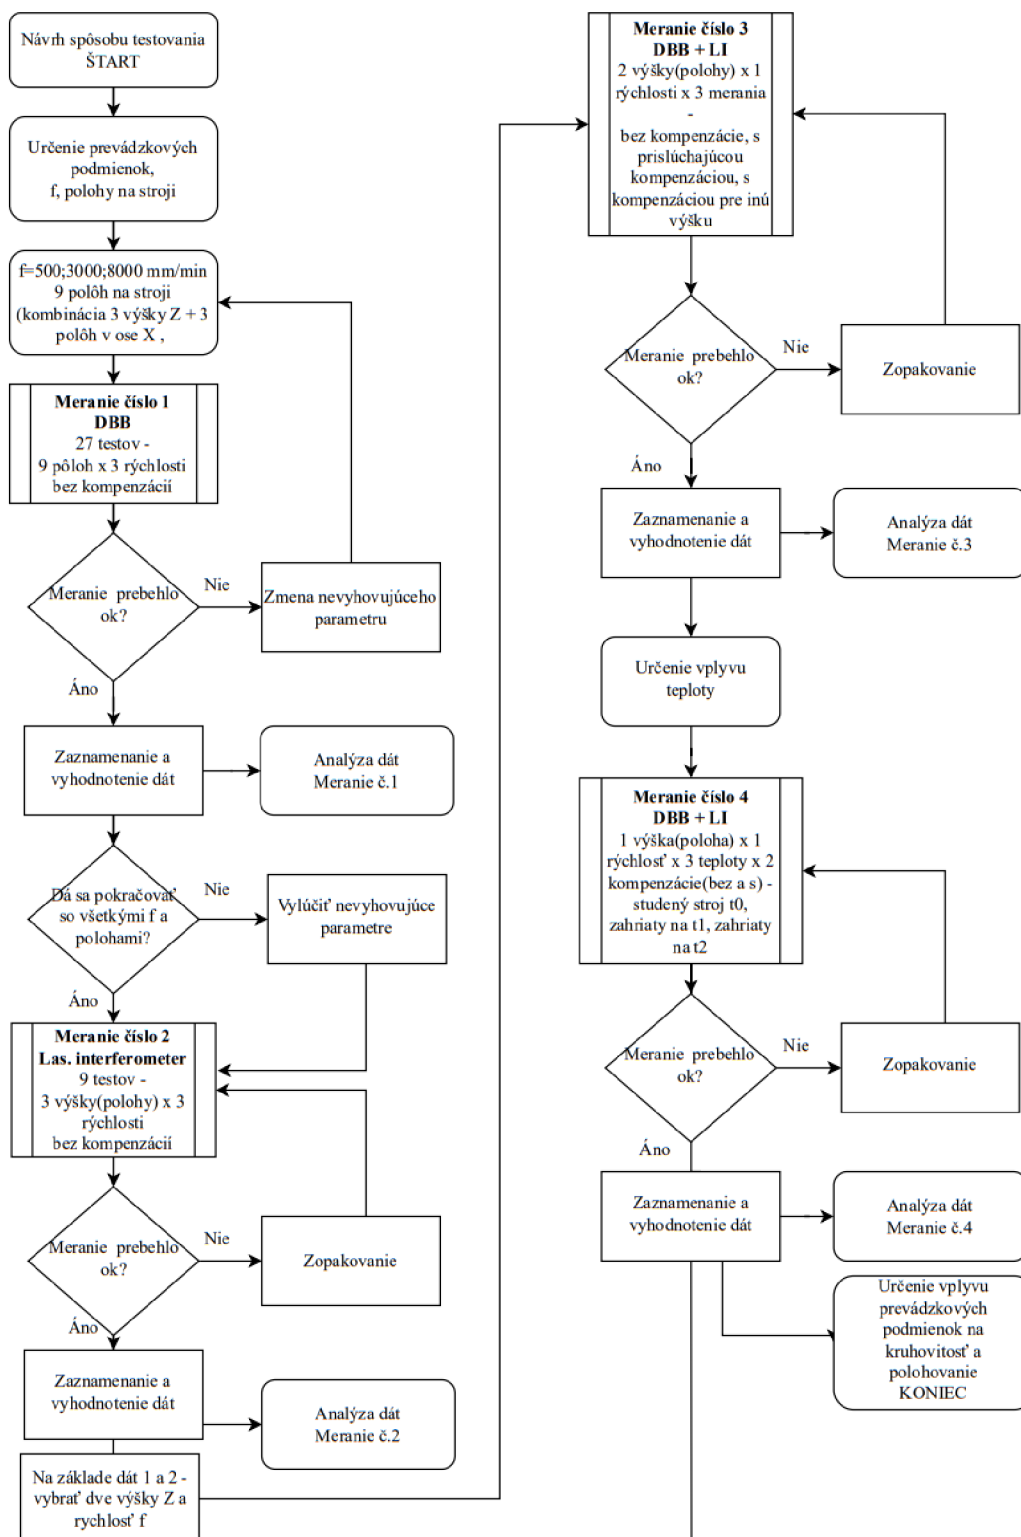 Návrh spôsobu testovania
ŠTART
Určenie prevádzkových
podmienok,
f, polohy na stroji
f=500;3000;8000 mm/min
9 polôh na stroji
(kombinácia 3 výšky Z + 3
polôh v ose X ,
Meranie číslo 1
DBB
27 testov -
9 pôloh x 3 rýchlosti
bez kompenzácií
Meranie prebehlo
ok?
Nie
Zmena nevyhovujúceho
parametru
Áno
Zaznamenanie a
vyhodnotenie dát
Analýza dát
Meranie č.1
Dá sa pokračovať
so všetkými f a
polohami?
Nie
Vylúčiť nevyhovujúce
parametre
Áno
Meranie číslo 2
Las. interferometer
9 testov -
3 výšky(polohy) x 3
rýchlosti
bez kompenzácií
Meranie prebehlo
ok?
Nie
Zopakovanie
Áno
Zaznamenanie a
vyhodnotenie dát
Analýza dát
Meranie č.2
Na základe dát 1 a 2 -
vybrať dve výšky Z a
rychlosť f
Meranie číslo 3
DBB + LI
2 výšky(polohy) x 1
rýchlosti x 3 merania
-
bez kompenzácie, s
prislúchajúcou
kompenzáciou, s
kompenzáciou pre inú
výšku
Meranie prebehlo
ok?
Nie
Zopakovanie
Áno
Zaznamenanie a
vyhodnotenie dát
Analýza dát
Meranie č.3
Určenie vplyvu
teploty
Meranie číslo 4
DBB + LI
1 výška(poloha) x 1
rýchlosť x 3 teploty x 2
kompenzácie(bez a s) -
studený stroj t0,
zahriaty na t1, zahriaty
na t2
Meranie prebehlo
ok?
Nie
Zopakovanie
Áno
Zaznamenanie a
vyhodnotenie dát
Analýza dát
Meranie č.4
Určenie vplyvu
prevádzkových
podmienok na
kruhovitosť a
polohovanie
KONIEC